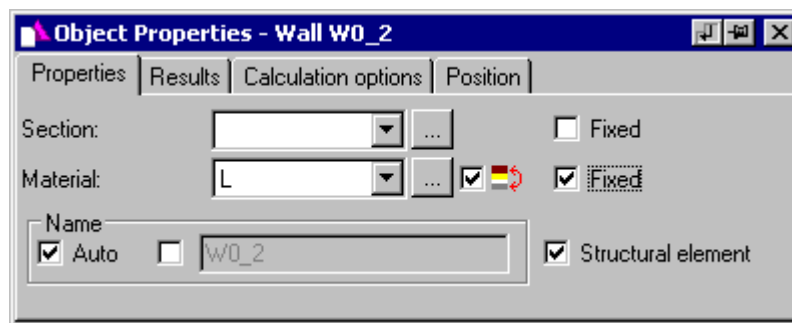 Object Properties - Wall W0_2
Properties Results Calculation options Position
Section: ... Fixed
Material: L ... Fixed
Name
Auto W0_2 Structural element